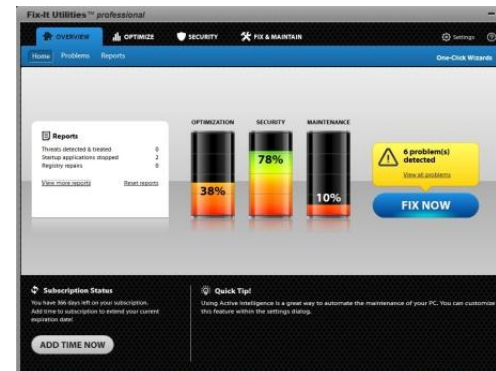 Fix-It Utilities™ professional
OVERVIEW OPTIMIZE SECURITY FIX & MAINTAIN Settings
Home Problems Reports One-Click Wizards
OPTIMIZATION SECURITY MAINTENANCE
Reports
Threats detected & treated 0
Startup applications stopped 2
Registry repairs 0
View more reports Reset reports
38%
78%
10%
6 problem(s)
detected
View all problems
FIX NOW
Subscription Status
You have 366 days left on your subscription.
Add time to subscription to extend your current
expiration date!
ADD TIME NOW
Quick Tip!
Using Active Intelligence is a great way to automate the maintenance of your PC. You can customize
this feature within the settings dialog.